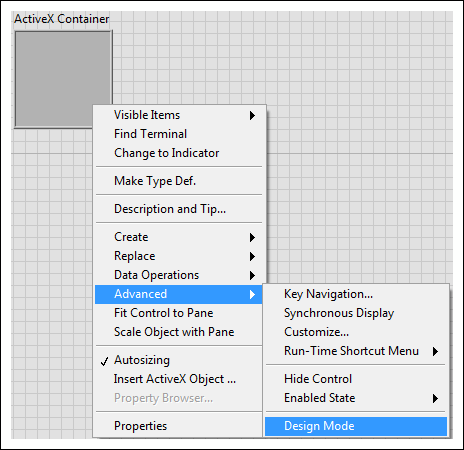 ActiveX Container
Visible Items
Find Terminal
Change to Indicator
Make Type Def.
Description and Tip...
Create
Replace
Data Operations
Advanced
Fit Control to Pane
Scale Object with Pane
Autosizing
Insert ActiveX Object ...
Property Browser...
Properties
Key Navigation...
Synchronous Display
Customize...
Run-Time Shortcut Menu
Hide Control
Enabled State
Design Mode